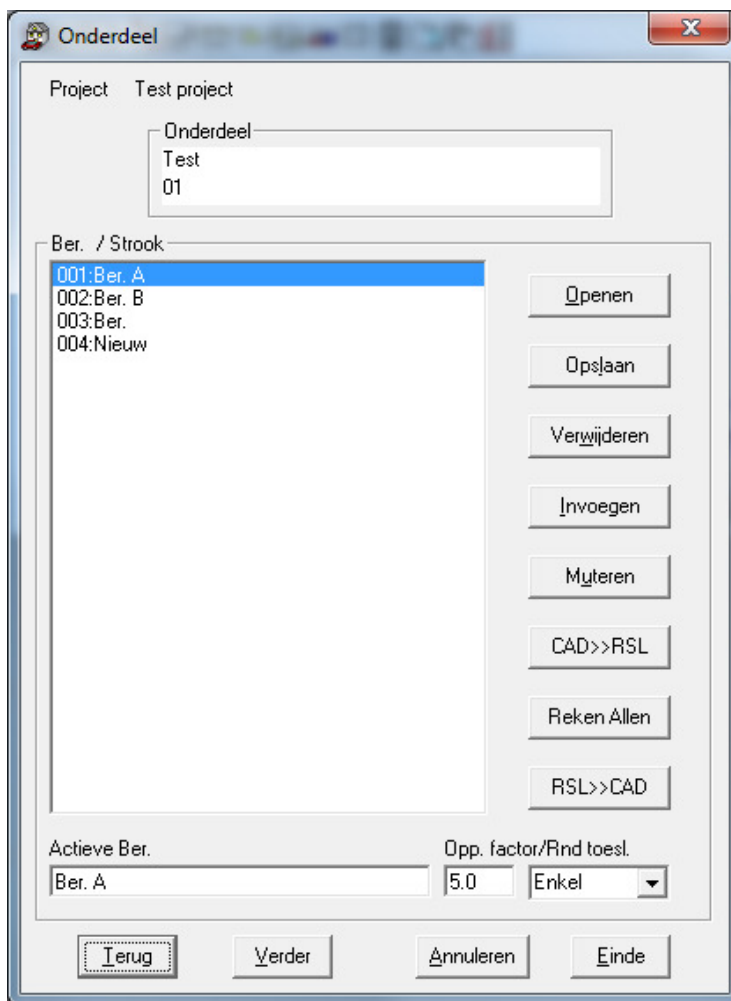 Onderdeel
Project Test project
Onderdeel
Test
01
Ber. / Strook
001:Ber. A
002:Ber. B
003:Ber.
004:Nieuw
Openen
Opslaan
Verwijderen
Invoegen
Muteren
CAD>>RSL
Reken Allen
RSL>>CAD
Actieve Ber.
Opp. factor/Rnd toesl.
Ber. A
5.0
Enkel
Terug
Verder
Annuleren
Einde